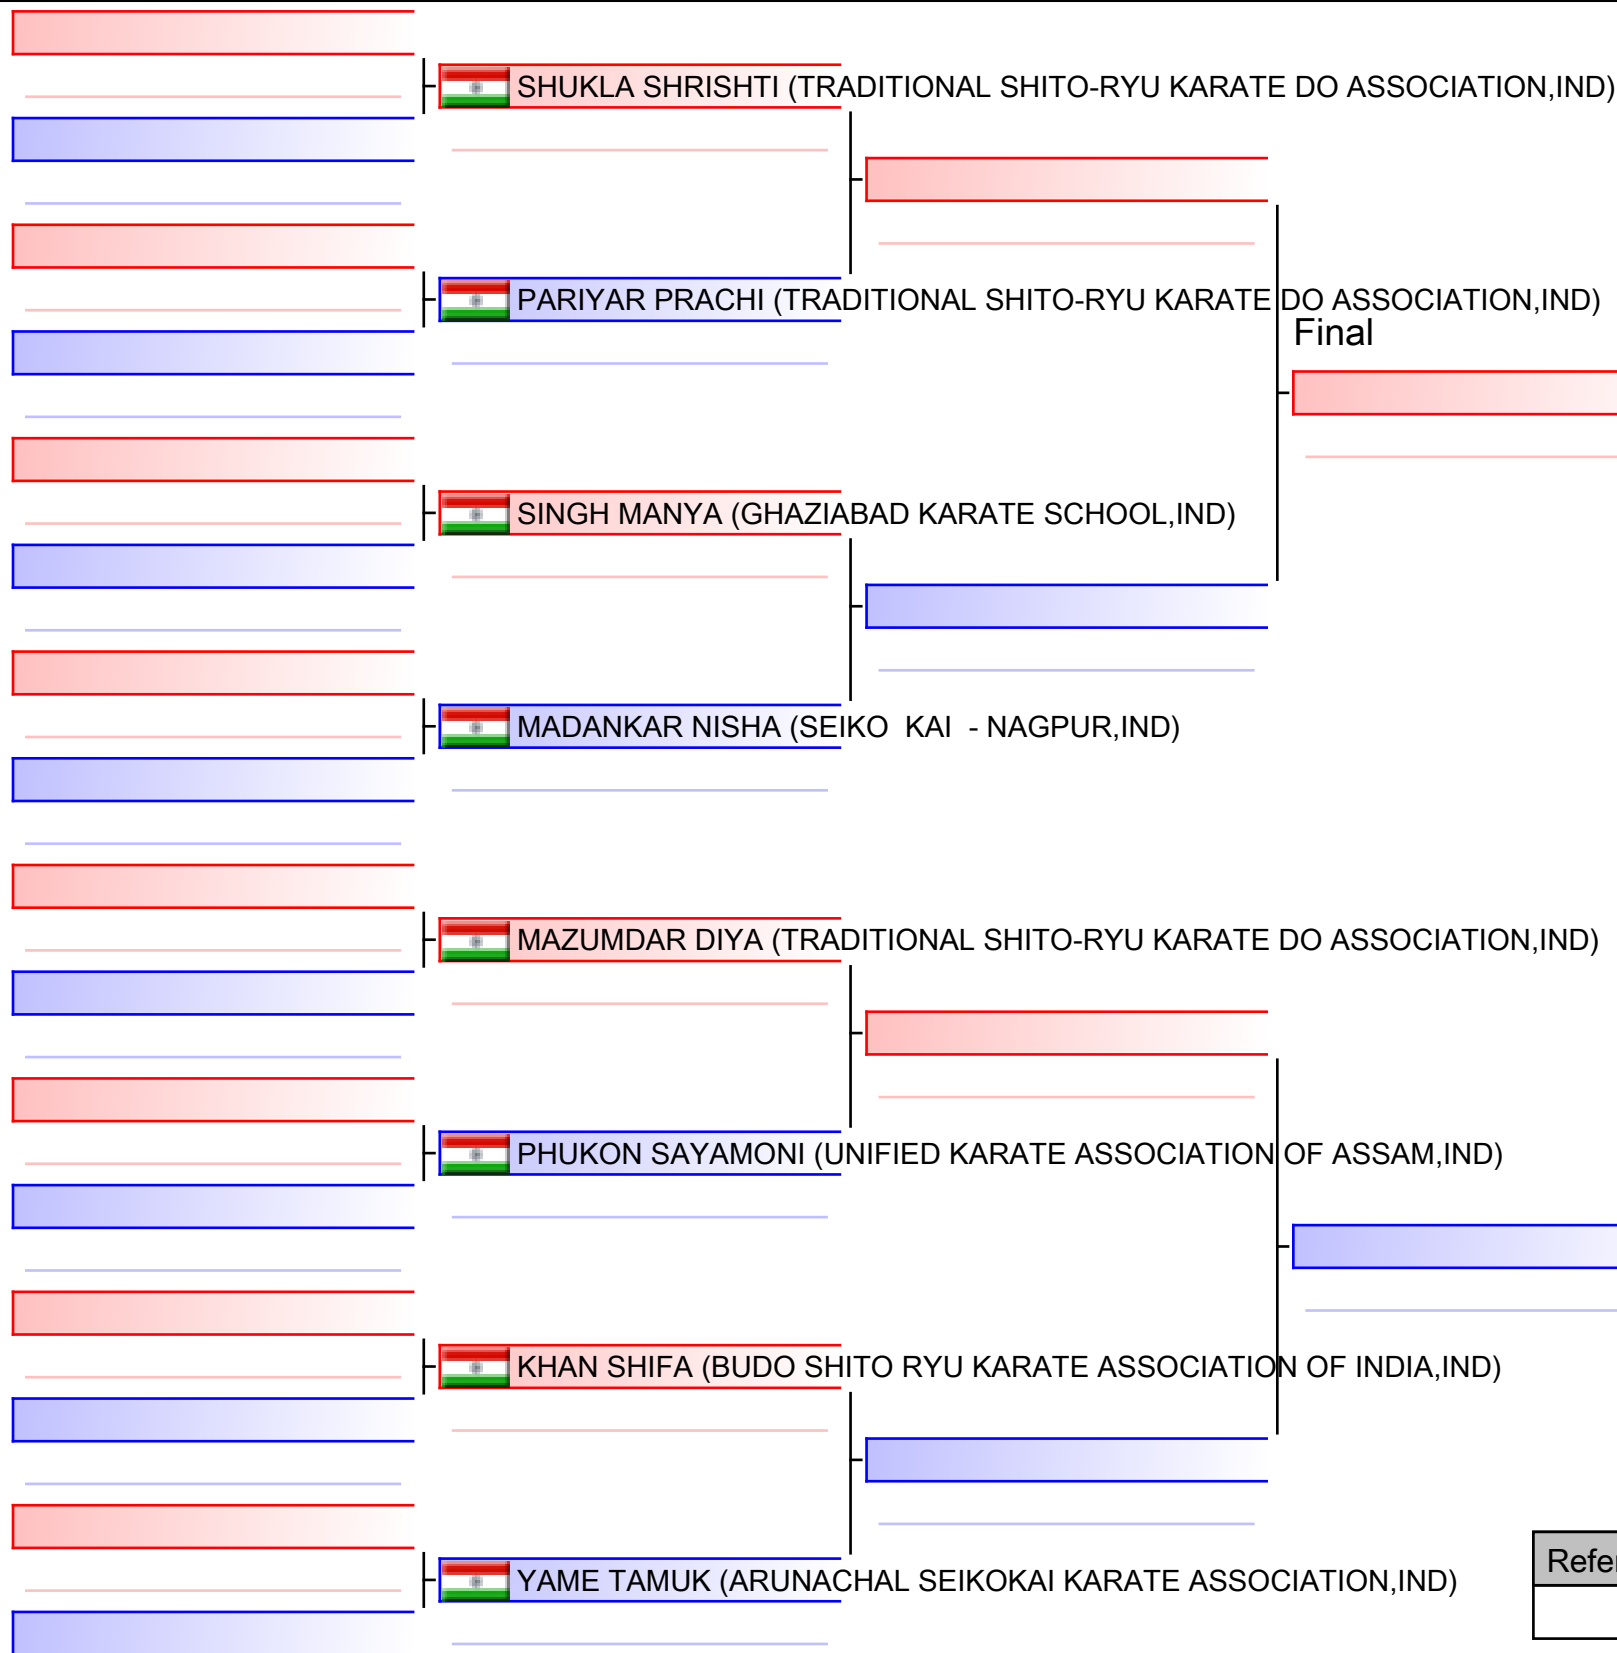 SHUKLA SHRISHTI (TRADITIONAL SHITO-RYU KARATE DO ASSOCIATION,IND)
PARIYAR PRACHI (TRADITIONAL SHITO-RYU KARATE DO ASSOCIATION,IND)
Final
SINGH MANYA (GHAZIABAD KARATE SCHOOL,IND)
MADANKAR NISHA (SEIKO  KAI  - NAGPUR,IND)
MAZUMDAR DIYA (TRADITIONAL SHITO-RYU KARATE DO ASSOCIATION,IND)
PHUKON SAYAMONI (UNIFIED KARATE ASSOCIATION OF ASSAM,IND)
KHAN SHIFA (BUDO SHITO RYU KARATE ASSOCIATION OF INDIA,IND)
Refer
YAME TAMUK (ARUNACHAL SEIKOKAI KARATE ASSOCIATION,IND)